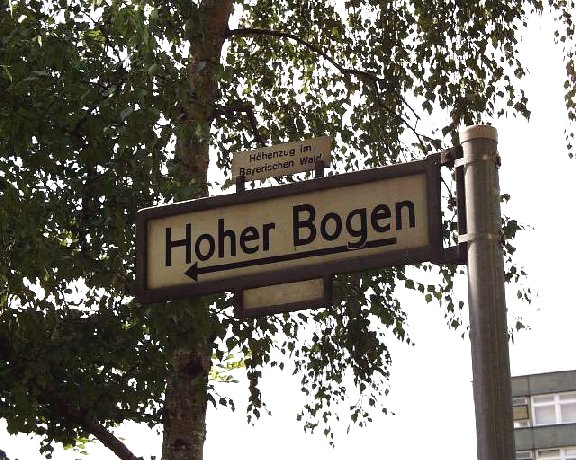 Höhenzug im
Bayerischen Wald
Hoher Bogen